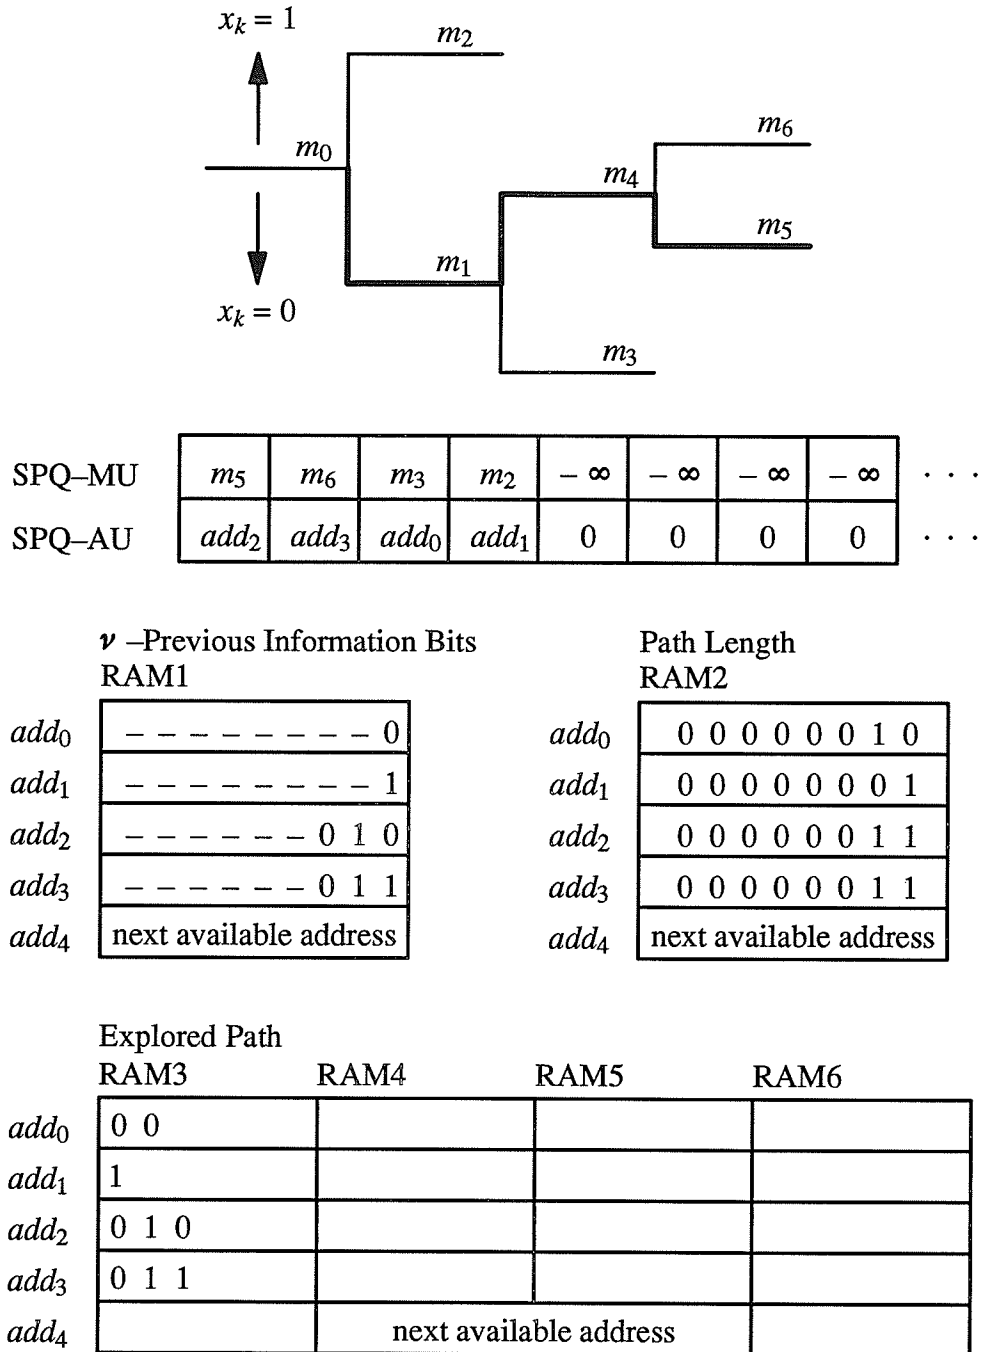 x_k = 1
m_2
m_0
m_6
m_4
m_5
m_1
x_k = 0
m_3
SPQ–MU m_5 m_6 m_3 m_2 – ∞ – ∞ – ∞ – ∞ · · ·
SPQ–AU add_2 add_3 add_0 add_1 0 0 0 0 · · ·
ν –Previous Information Bits
RAM1
add_0 – – – – – – – – 0
add_1 – – – – – – – – 1
add_2 – – – – – – 0 1 0
add_3 – – – – – – 0 1 1
add_4 next available address
Path Length
RAM2
add_0 0 0 0 0 0 0 1 0
add_1 0 0 0 0 0 0 0 1
add_2 0 0 0 0 0 0 1 1
add_3 0 0 0 0 0 0 1 1
add_4 next available address
Explored Path
RAM3 RAM4 RAM5 RAM6
add_0 0 0
add_1 1
add_2 0 1 0
add_3 0 1 1
add_4 next available address